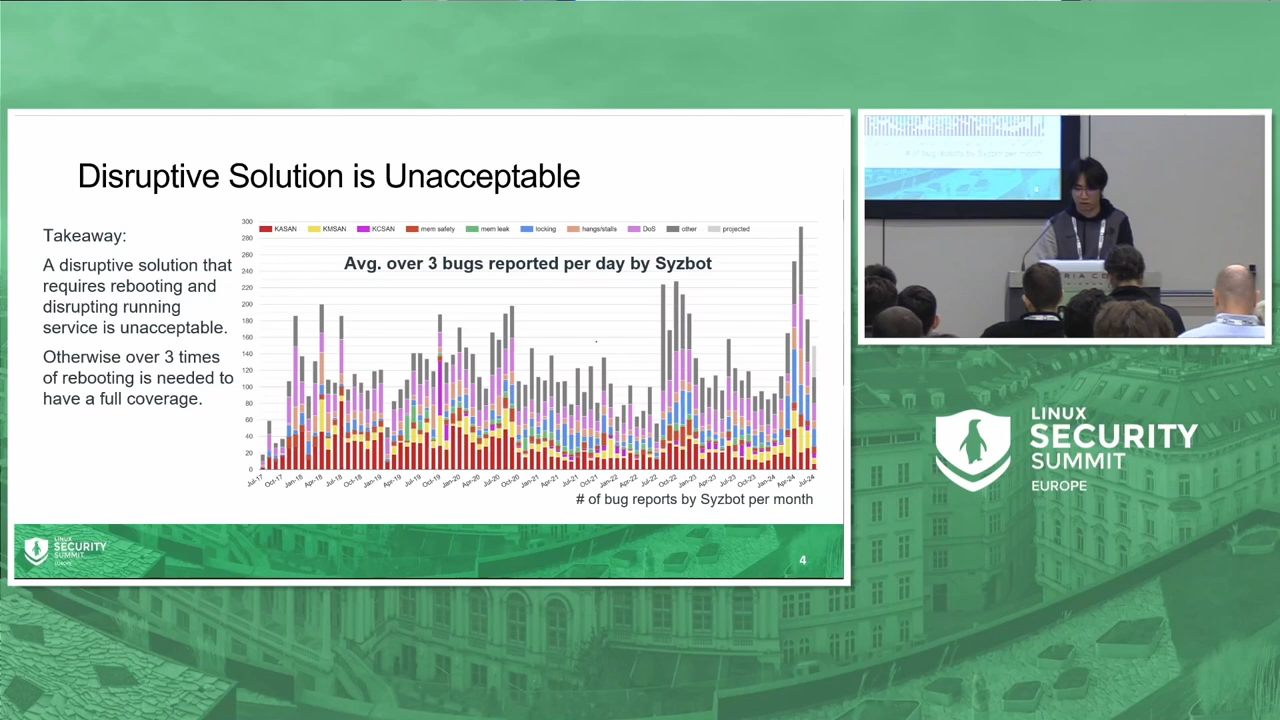 Disruptive Solution is Unacceptable
Takeaway:
A disruptive solution that
requires rebooting and
disrupting running
service is unacceptable.
Otherwise over 3 times
of rebooting is needed to
have a full coverage.
300
280
260
240
220
200
180
160
140
120
100
80
60
40
20
0
KASAN KMSAN KCSAN mem safety mem leak locking hangs/stalls DoS other projected
Avg. over 3 bugs reported per day by Syzbot
Jul-17 Oct-17 Jan-18 Apr-18 Jul-18 Oct-18 Jan-19 Apr-19 Jul-19 Oct-19 Jan-20 Apr-20 Jul-20 Oct-20 Jan-21 Apr-21 Jul-21 Oct-21 Jan-22 Apr-22 Jul-22 Oct-22 Jan-23 Apr-23 Jul-23 Oct-23 Jan-24 Apr-24 Jul-24
# of bug reports by Syzbot per month
LINUX
SECURITY
SUMMIT
EUROPE
4
# of bug reports by Syzbot per month
LINUX
SECURITY
SUMMIT
EUROPE